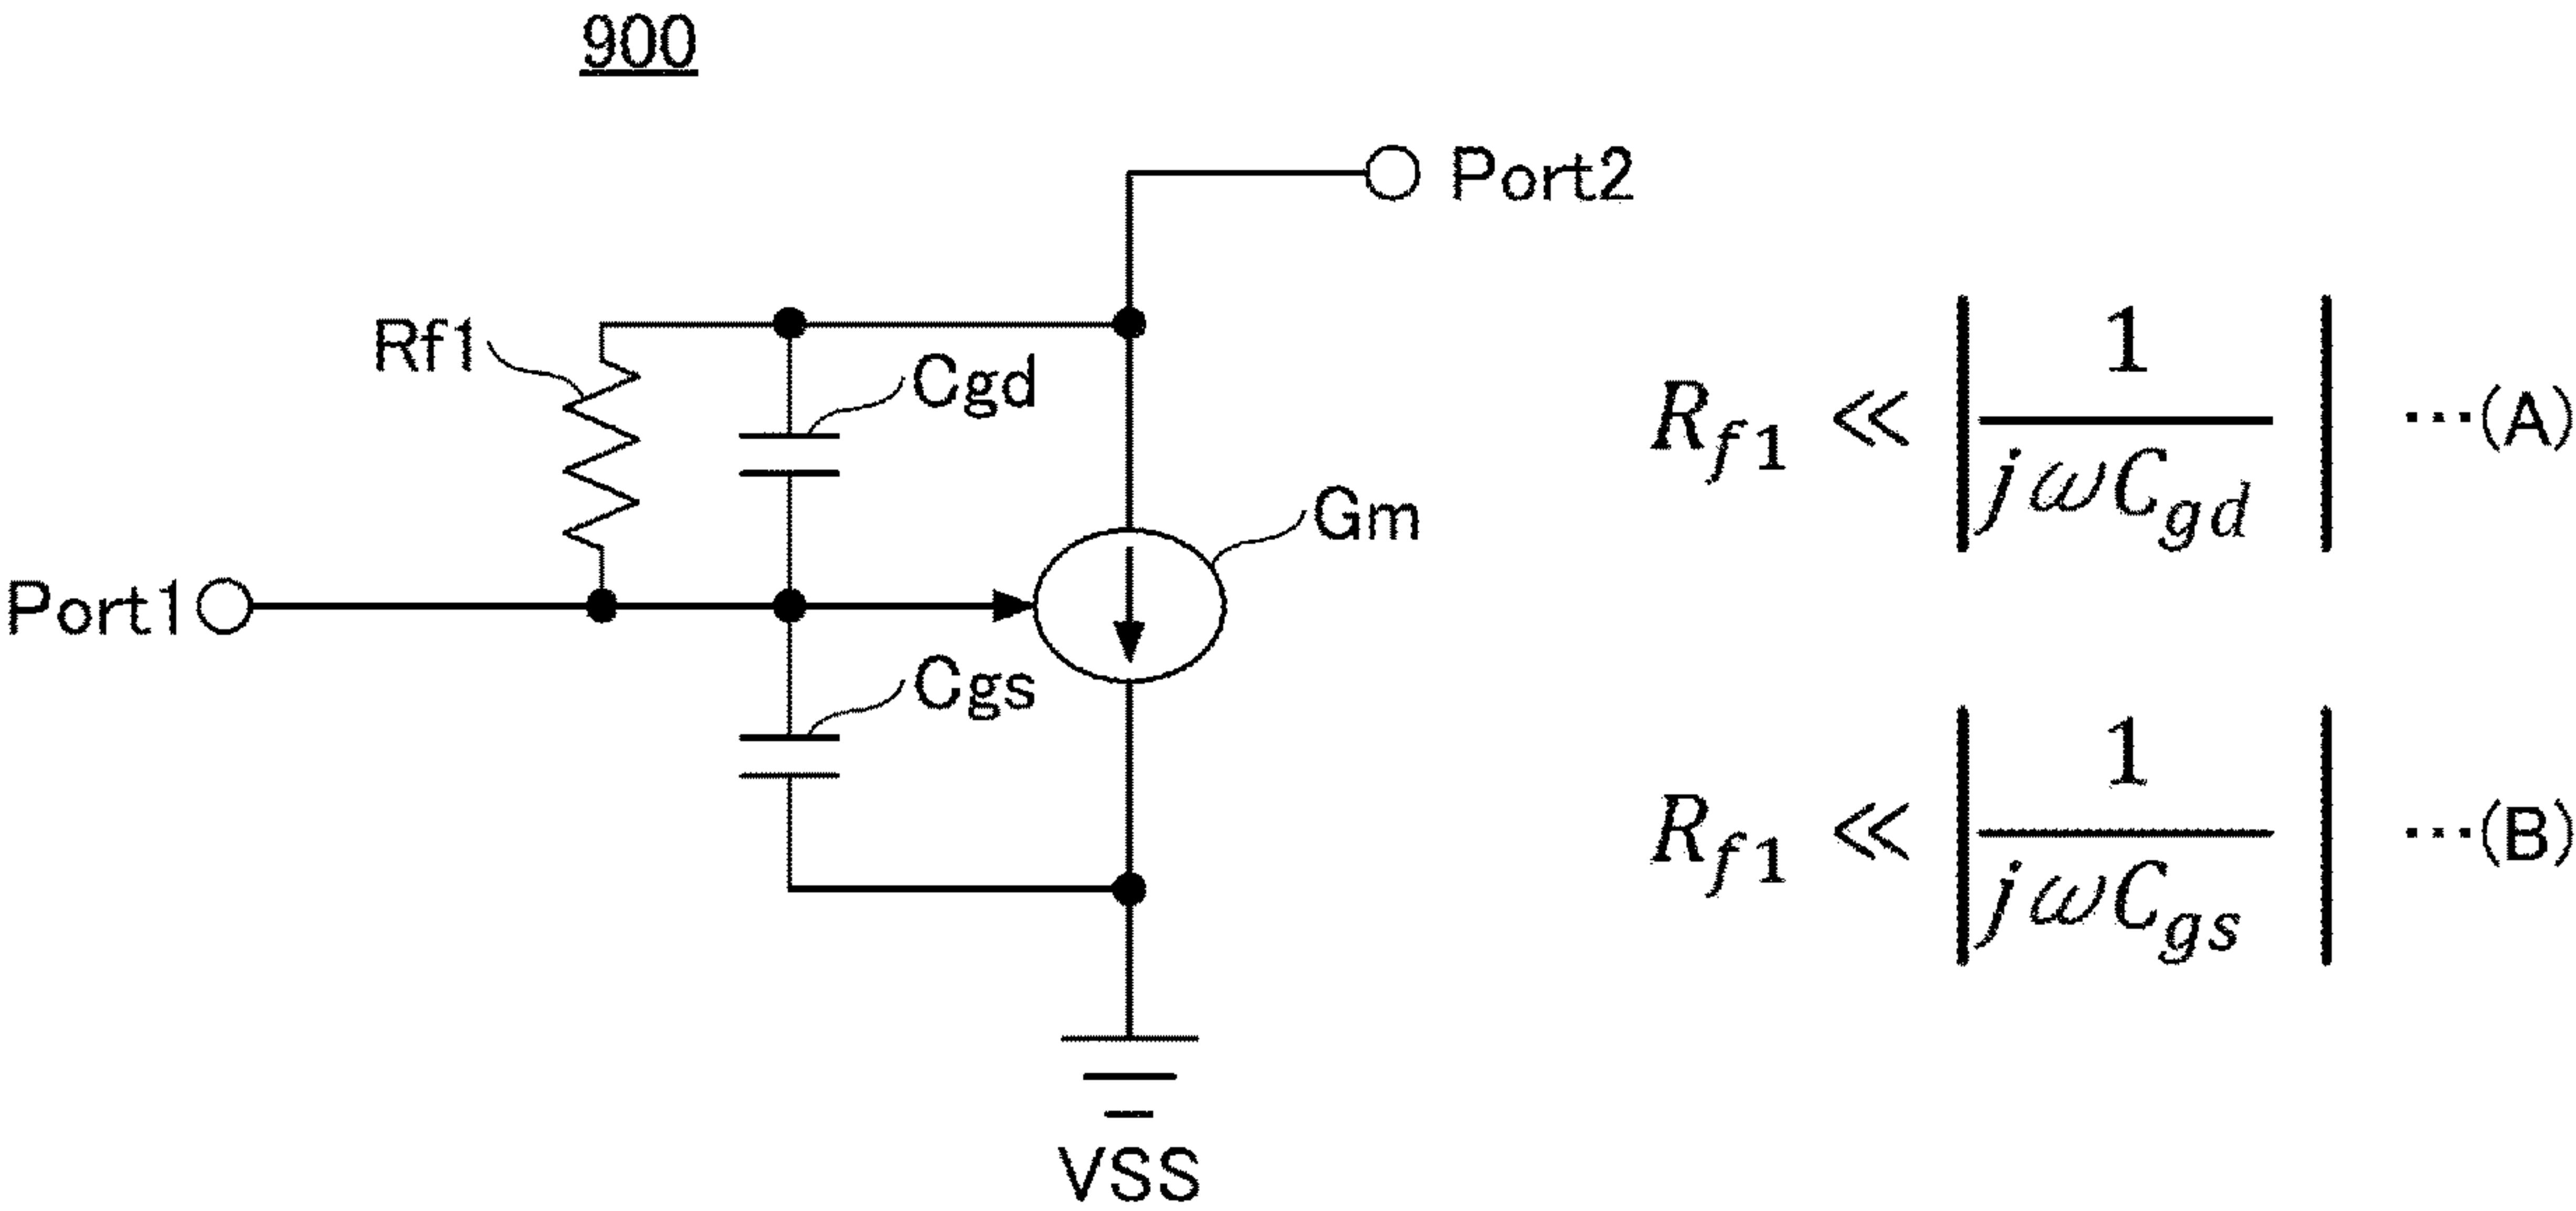 900
Port2
Rf1
Cgd
Gm
Port1
Cgs
VSS
R_{f1} ≪ |1/(jωC_{gd})| ···(A)
R_{f1} ≪ |1/(jωC_{gs})| ···(B)